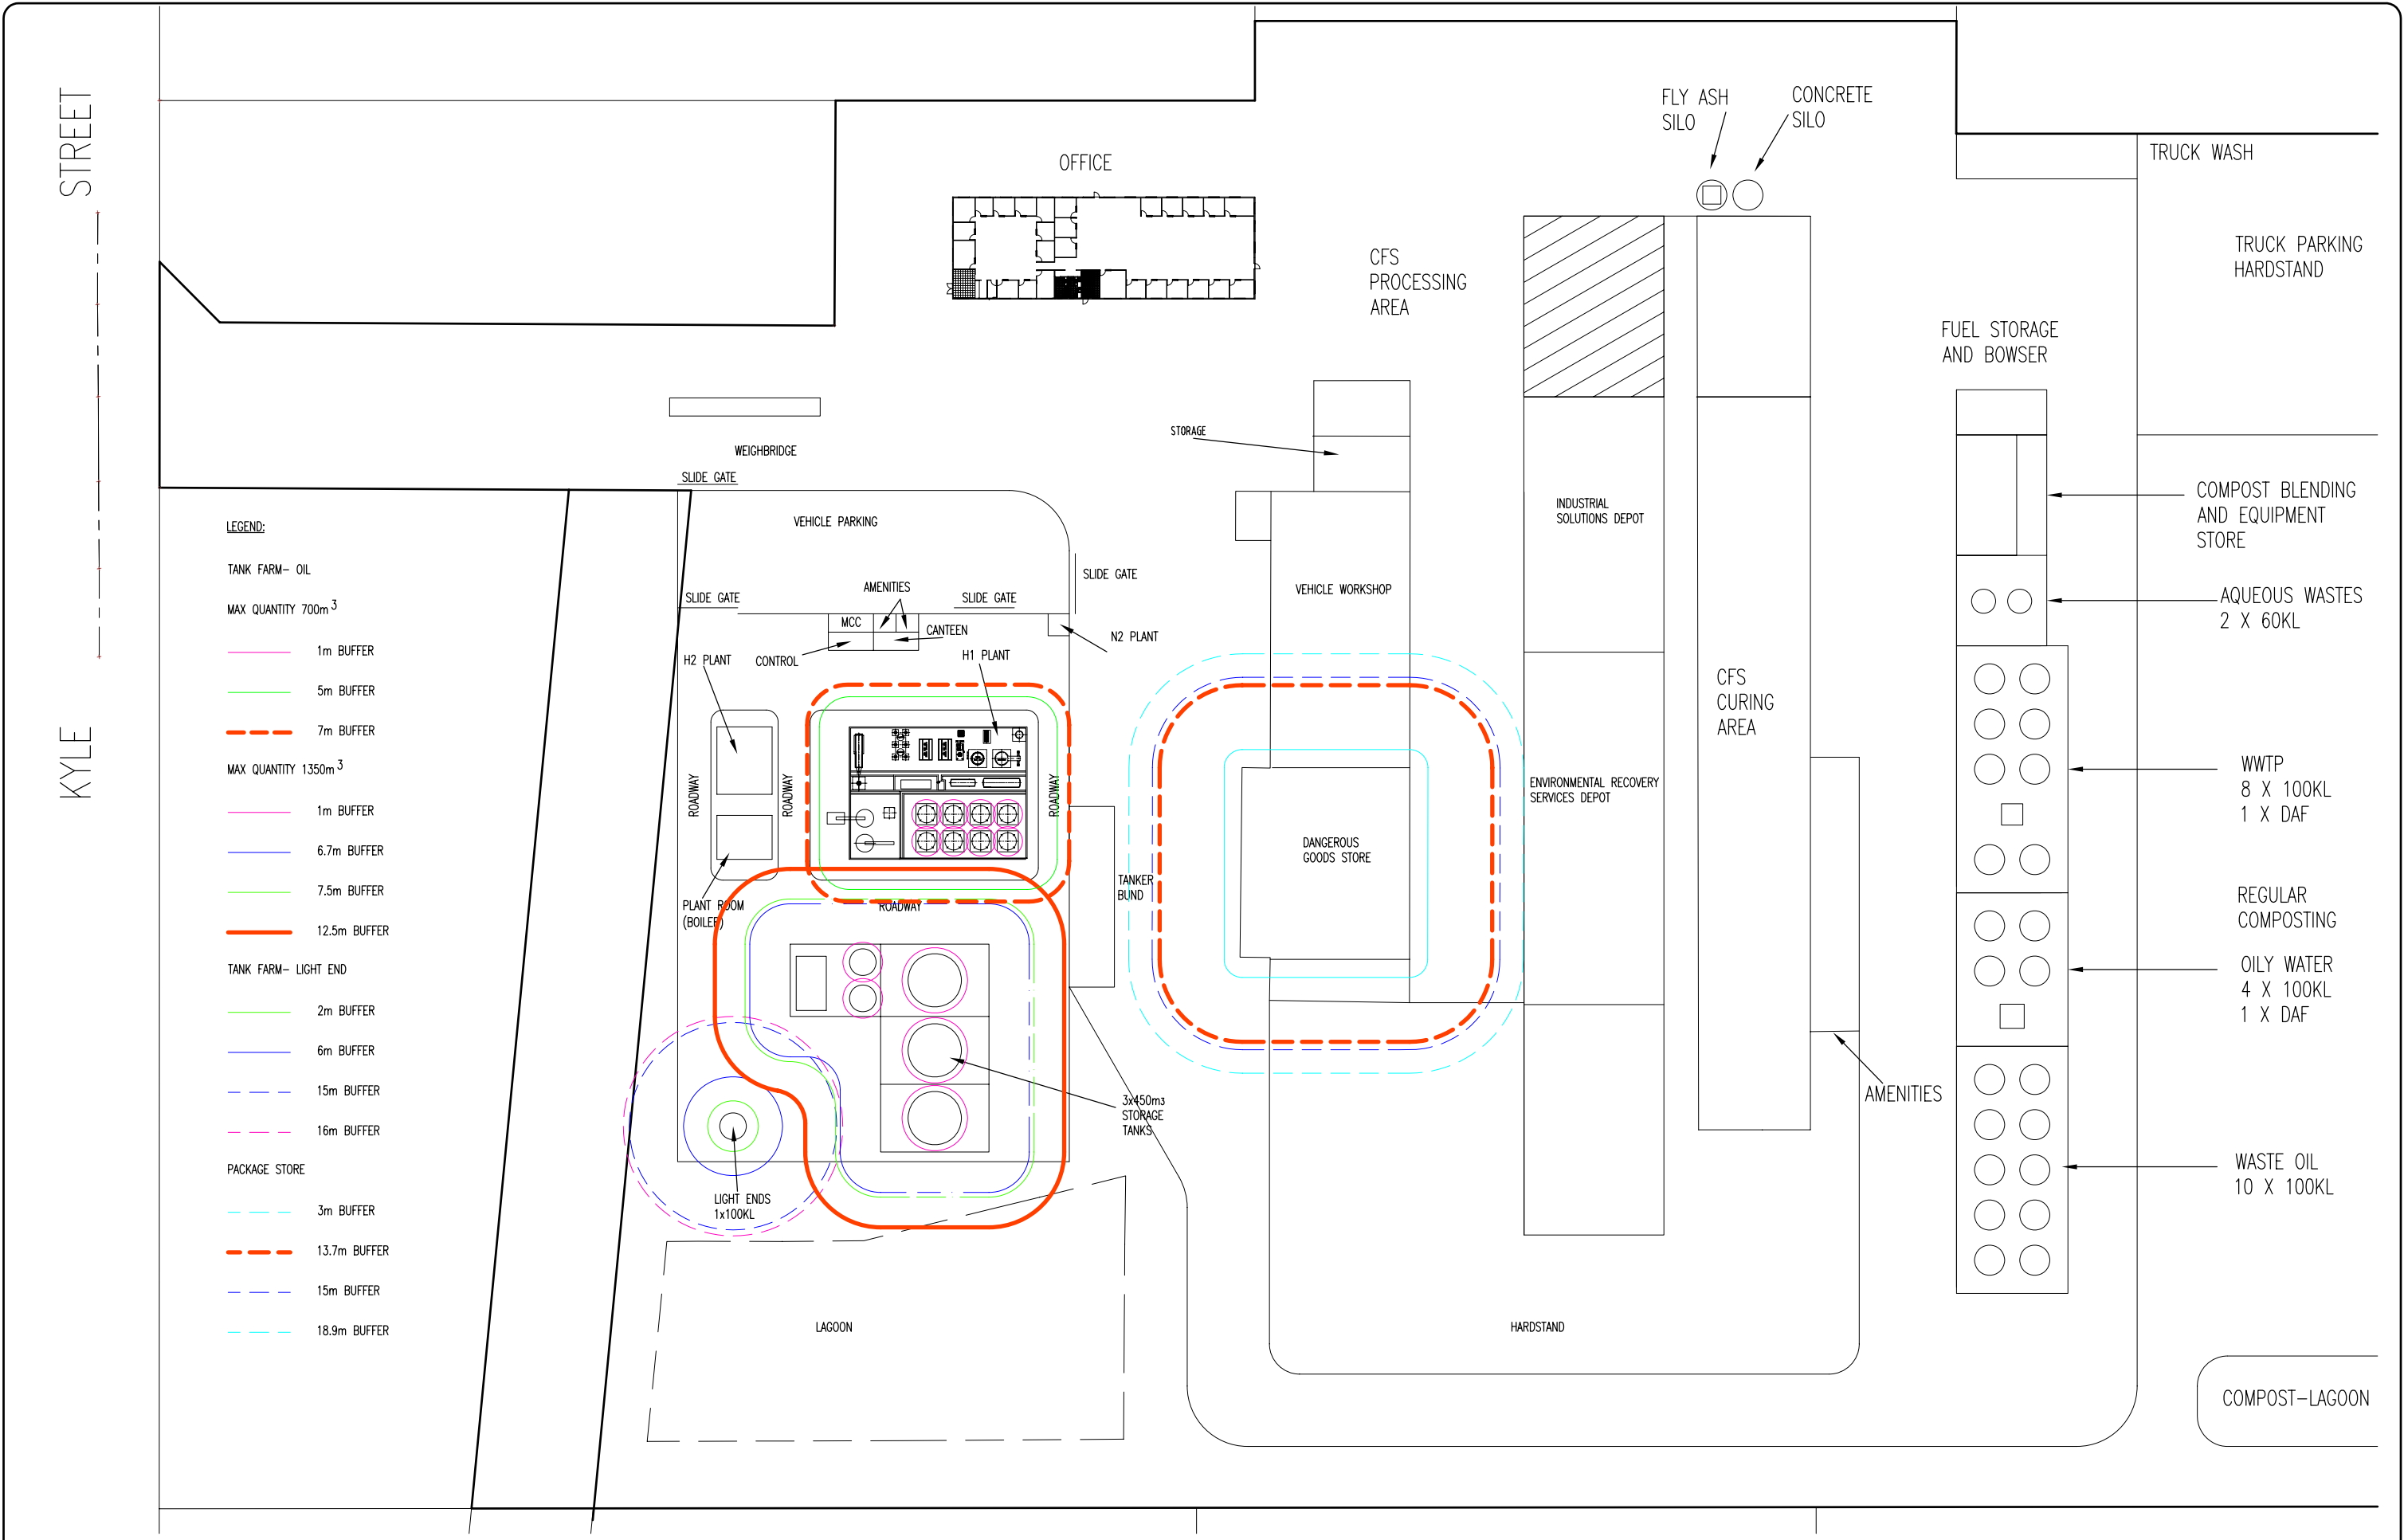 KYLE STREET
OFFICE
FLY ASH
SILO
CONCRETE
SILO
TRUCK WASH
TRUCK PARKING
HARDSTAND
CFS
PROCESSING
AREA
FUEL STORAGE
AND BOWSER
STORAGE
WEIGHBRIDGE
SLIDE GATE
VEHICLE PARKING
INDUSTRIAL
SOLUTIONS DEPOT
COMPOST BLENDING
AND EQUIPMENT
STORE
LEGEND:
TANK FARM- OIL
MAX QUANTITY 700m3
1m BUFFER
5m BUFFER
7m BUFFER
MAX QUANTITY 1350m3
1m BUFFER
6.7m BUFFER
7.5m BUFFER
12.5m BUFFER
TANK FARM- LIGHT END
2m BUFFER
6m BUFFER
15m BUFFER
16m BUFFER
PACKAGE STORE
3m BUFFER
13.7m BUFFER
15m BUFFER
18.9m BUFFER
SLIDE GATE
AMENITIES
SLIDE GATE
SLIDE GATE
MCC
CANTEEN
CONTROL
N2 PLANT
H2 PLANT
H1 PLANT
VEHICLE WORKSHOP
AQUEOUS WASTES
2 X 60KL
CFS
CURING
AREA
ROADWAY
ROADWAY
ROADWAY
ENVIRONMENTAL RECOVERY
SERVICES DEPOT
WWTP
8 X 100KL
1 X DAF
DANGEROUS
GOODS STORE
TANKER
BUND
PLANT ROOM
(BOILER)
ROADWAY
REGULAR
COMPOSTING
OILY WATER
4 X 100KL
1 X DAF
3x450m3
STORAGE
TANKS
AMENITIES
LIGHT ENDS
1x100KL
WASTE OIL
10 X 100KL
LAGOON
HARDSTAND
COMPOST-LAGOON